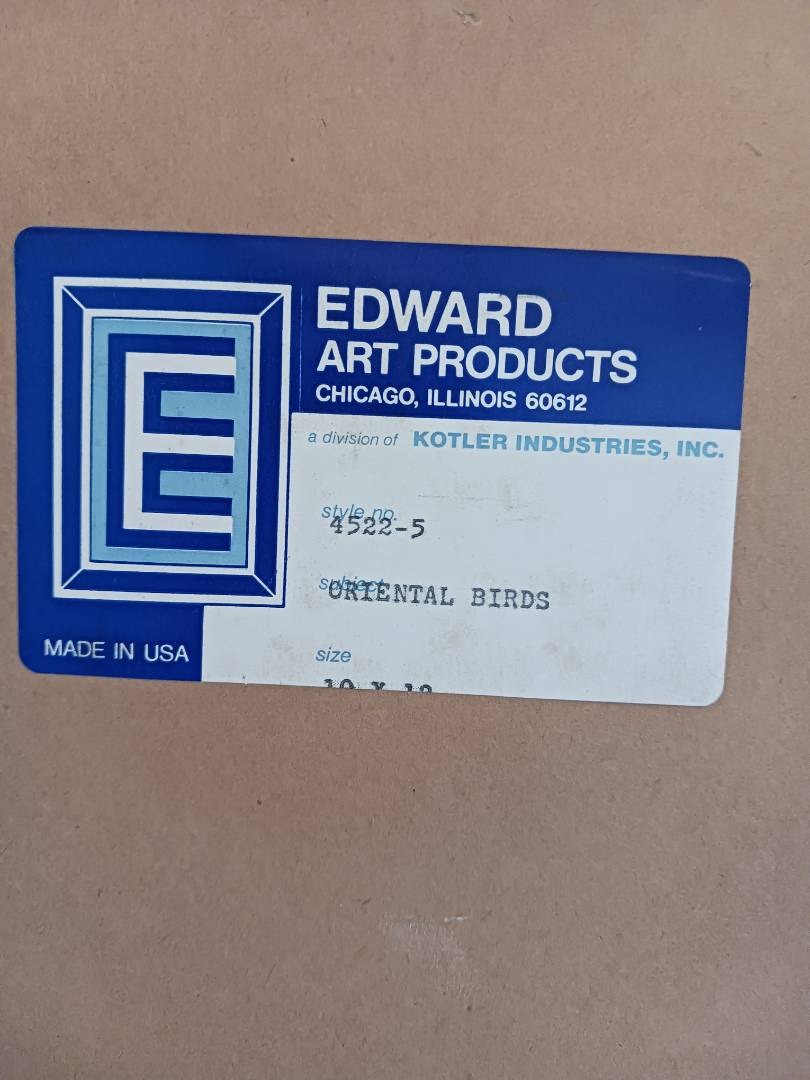 EDWARD
ART PRODUCTS
CHICAGO, ILLINOIS 60612
a division of KOTLER INDUSTRIES, INC.
style no.
4522-5
subject
ORIENTAL BIRDS
MADE IN USA
size
10 X